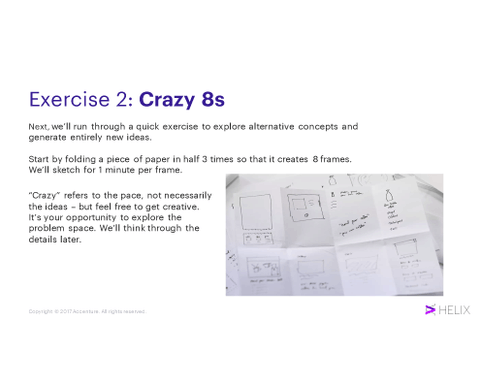 Exercise 2: Crazy 8s
Next, we'll run through a quick exercise to explore alternative concepts and
generate entirely new ideas.
Start by folding a piece of paper in half 3 times so that it creates 8 frames.
We'll sketch for 1 minute per frame.
“Crazy” refers to the pace, not necessarily
the ideas – but feel free to get creative.
It's your opportunity to explore the
problem space. We'll think through the
details later.
Copyright © 2017 Accenture. All rights reserved.
HELIX